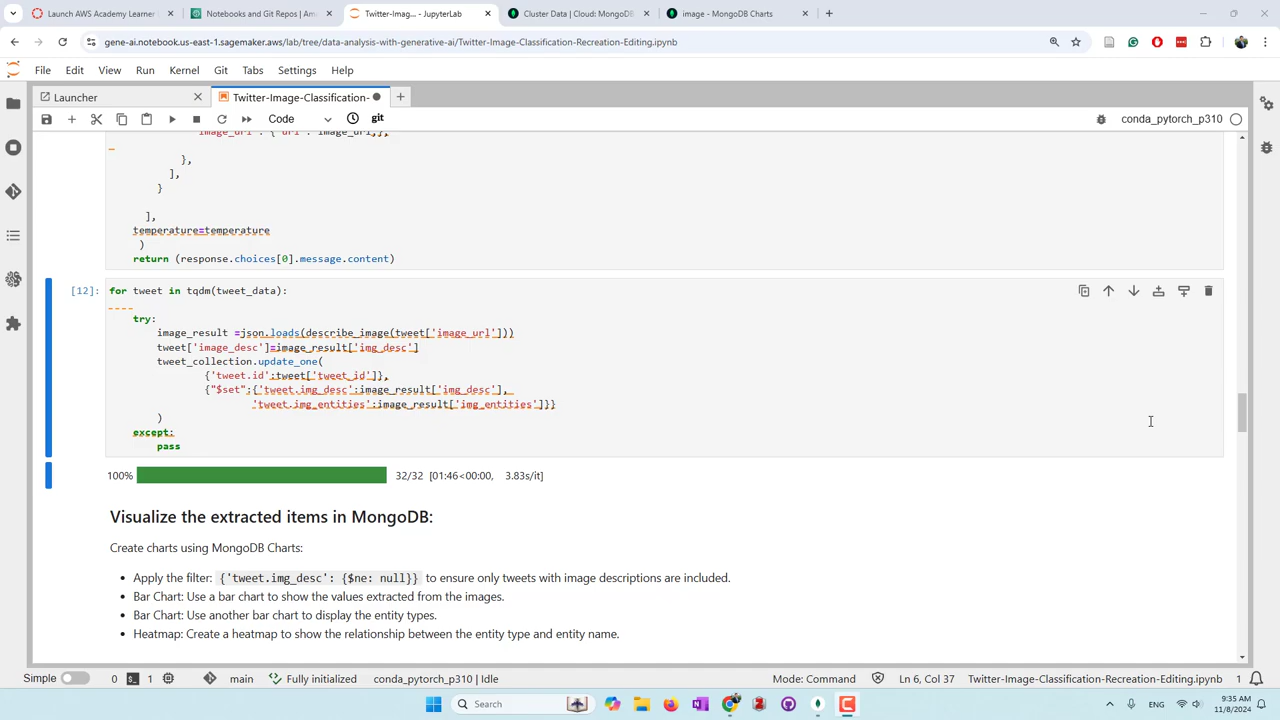 Launch AWS Academy Learner
Notebooks and Git Repos | Ama
Twitter-Imag... - JupyterLab
Cluster Data | Cloud: MongoDB
image - MongoDB Charts
gene-ai.notebook.us-east-1.sagemaker.aws/lab/tree/data-analysis-with-generative-ai/Twitter-Image-Classification-Recreation-Editing.ipynb
File Edit View Run Kernel Git Tabs Settings Help
Launcher
Twitter-Image-Classification-
Code
git
conda_pytorch_p310
'image_url': {'url': image_url,},
},
],
}
],
temperature=temperature
)
return (response.choices[0].message.content)
[12]: for tweet in tqdm(tweet_data):
try:
image_result =json.loads(describe_image(tweet['image_url']))
tweet['image_desc']=image_result['img_desc']
tweet_collection.update_one(
{'tweet.id':tweet['tweet_id']},
{"$set":{'tweet.img_desc':image_result['img_desc'],
'tweet.img_entities':image_result['img_entities']}}
)
except:
pass
100% 32/32 [01:46<00:00, 3.83s/it]
Visualize the extracted items in MongoDB:
Create charts using MongoDB Charts:
• Apply the filter: {'tweet.img_desc': {$ne: null}} to ensure only tweets with image descriptions are included.
• Bar Chart: Use a bar chart to show the values extracted from the images.
• Bar Chart: Use another bar chart to display the entity types.
• Heatmap: Create a heatmap to show the relationship between the entity type and entity name.
Simple 0 1 main Fully initialized conda_pytorch_p310 | Idle Mode: Command Ln 6, Col 37 Twitter-Image-Classification-Recreation-Editing.ipynb 1
Search
ENG
9:35 AM
11/8/2024